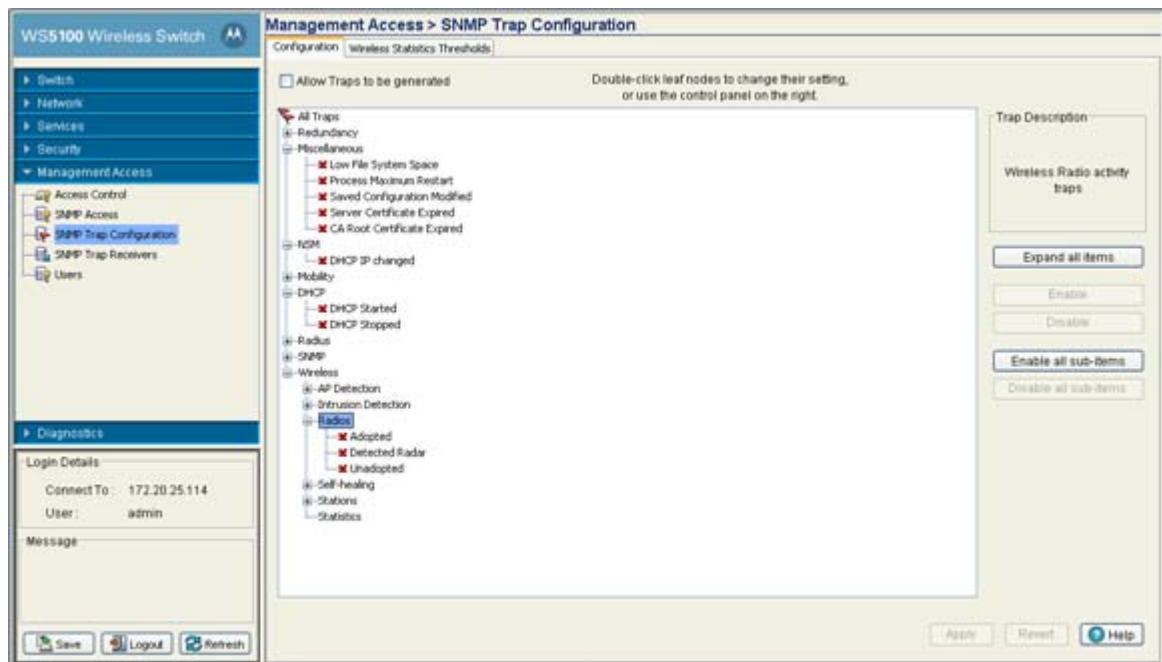 WS5100 Wireless Switch
Switch
Network
Services
Security
Management Access
Access Control
SNMP Access
SNMP Trap Configuration
SNMP Trap Receivers
Users
Diagnostics
Login Details
Connect To : 172.20.25.114
User : admin
Message
Save
Logout
Refresh
Management Access > SNMP Trap Configuration
Configuration
Wireless Statistics Thresholds
Allow Traps to be generated
Double-click leaf nodes to change their setting,
or use the control panel on the right.
All Traps
Redundancy
Miscellaneous
Low File System Space
Process Maximum Restart
Saved Configuration Modified
Server Certificate Expired
CA Root Certificate Expired
NSM
DHCP IP changed
Mobility
DHCP
DHCP Started
DHCP Stopped
Radius
SNMP
Wireless
AP Detection
Intrusion Detection
Radios
Adopted
Detected Radar
Unadopted
Self-healing
Stations
Statistics
Trap Description
Wireless Radio activity
traps
Expand all items
Enable
Disable
Enable all sub-items
Disable all sub-items
Apply
Revert
Help